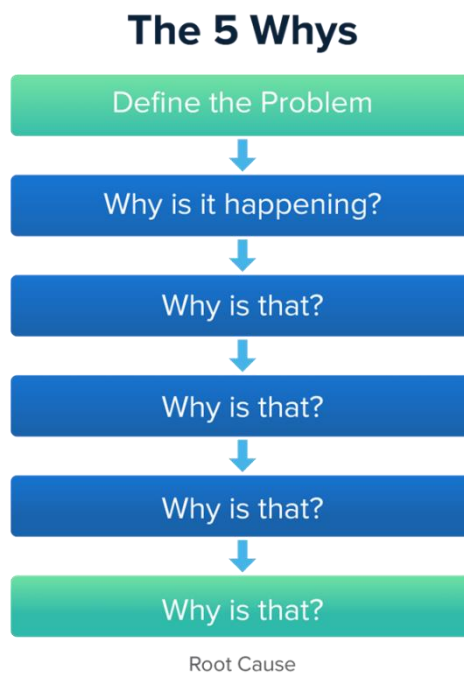 The 5 Whys
Define the Problem
Why is it happening?
Why is that?
Why is that?
Why is that?
Why is that?
Root Cause